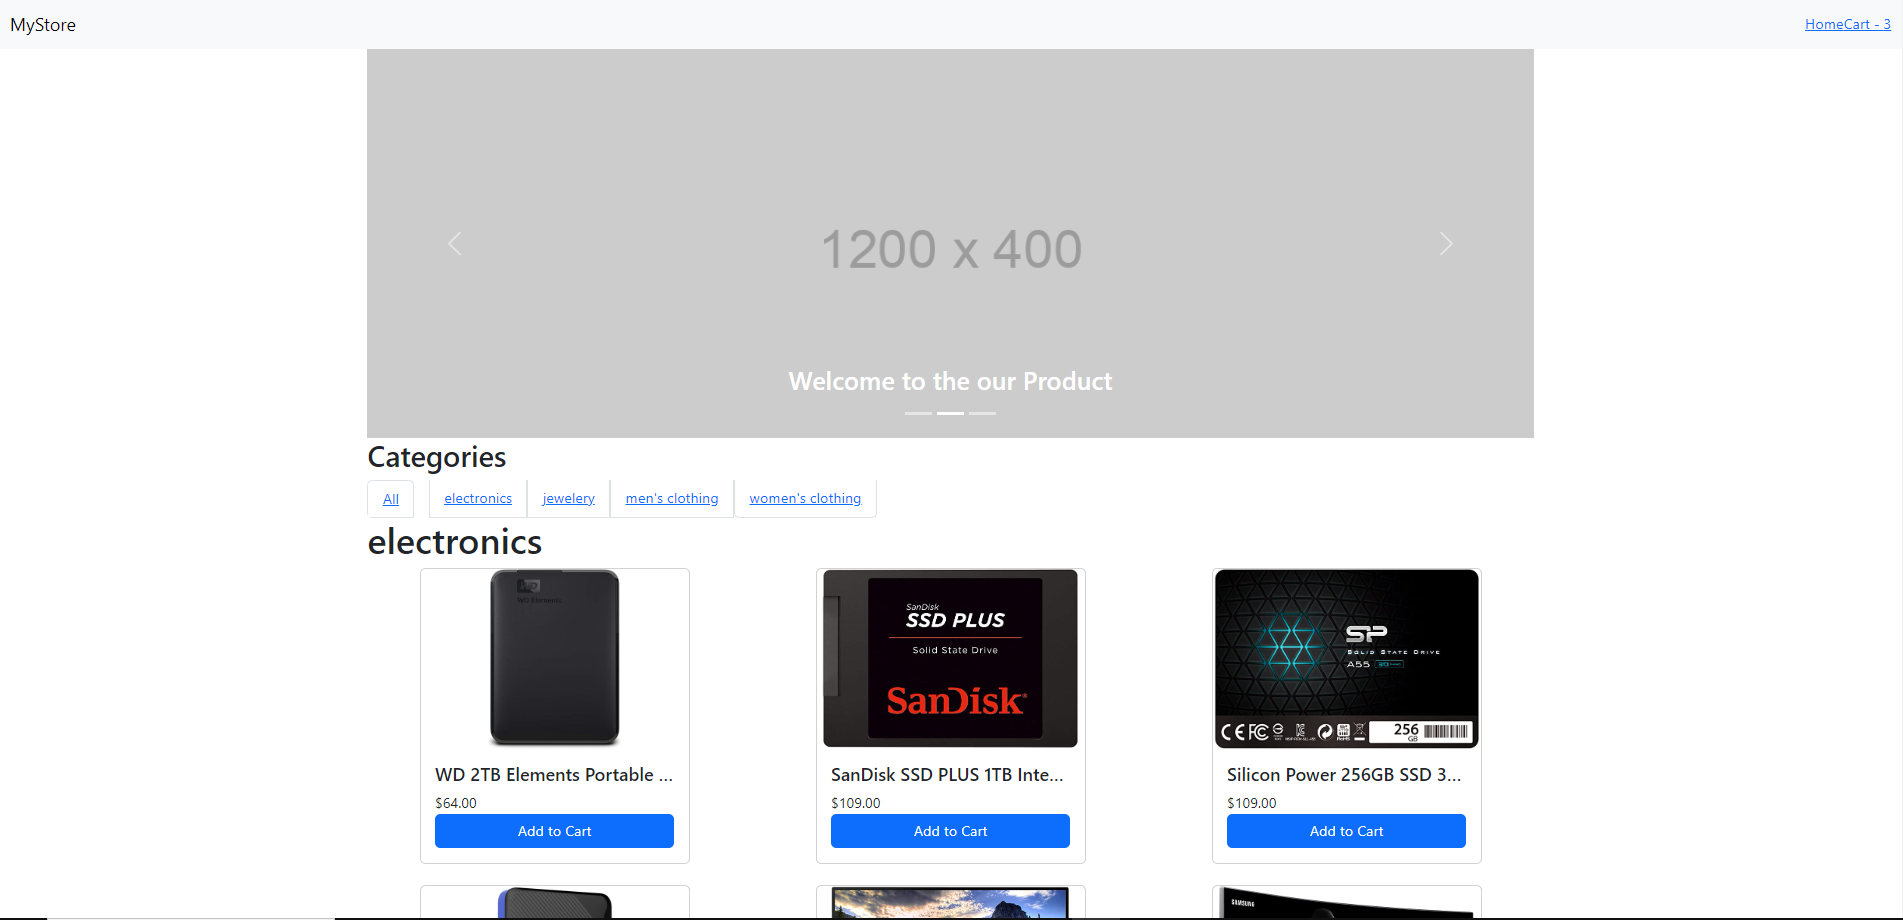 MyStore
HomeCart - 3
1200 x 400
Welcome to the our Product
Categories
All
electronics
jewelery
men's clothing
women's clothing
electronics
WD
WD Elements
SanDisk
SSD PLUS
Solid State Drive
SanDisk
SP
SOLID STATE DRIVE
A55
256
GB
WD 2TB Elements Portable ...
SanDisk SSD PLUS 1TB Inte...
Silicon Power 256GB SSD 3...
$64.00
$109.00
$109.00
Add to Cart
Add to Cart
Add to Cart
SAMSUNG